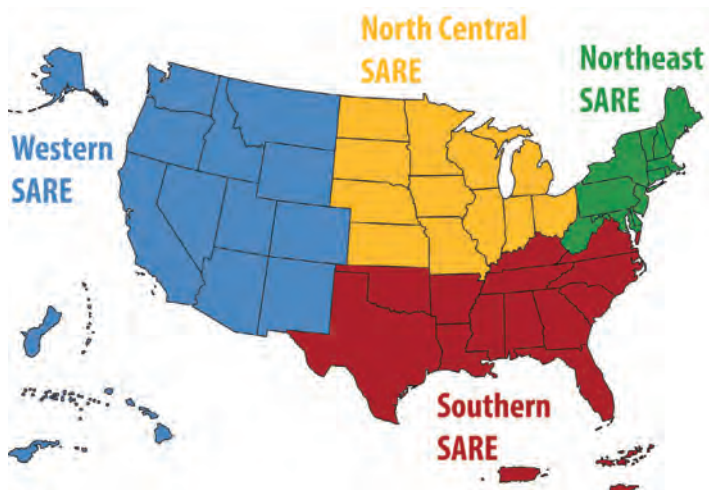 North Central
SARE
Northeast
SARE
Western
SARE
Southern
SARE